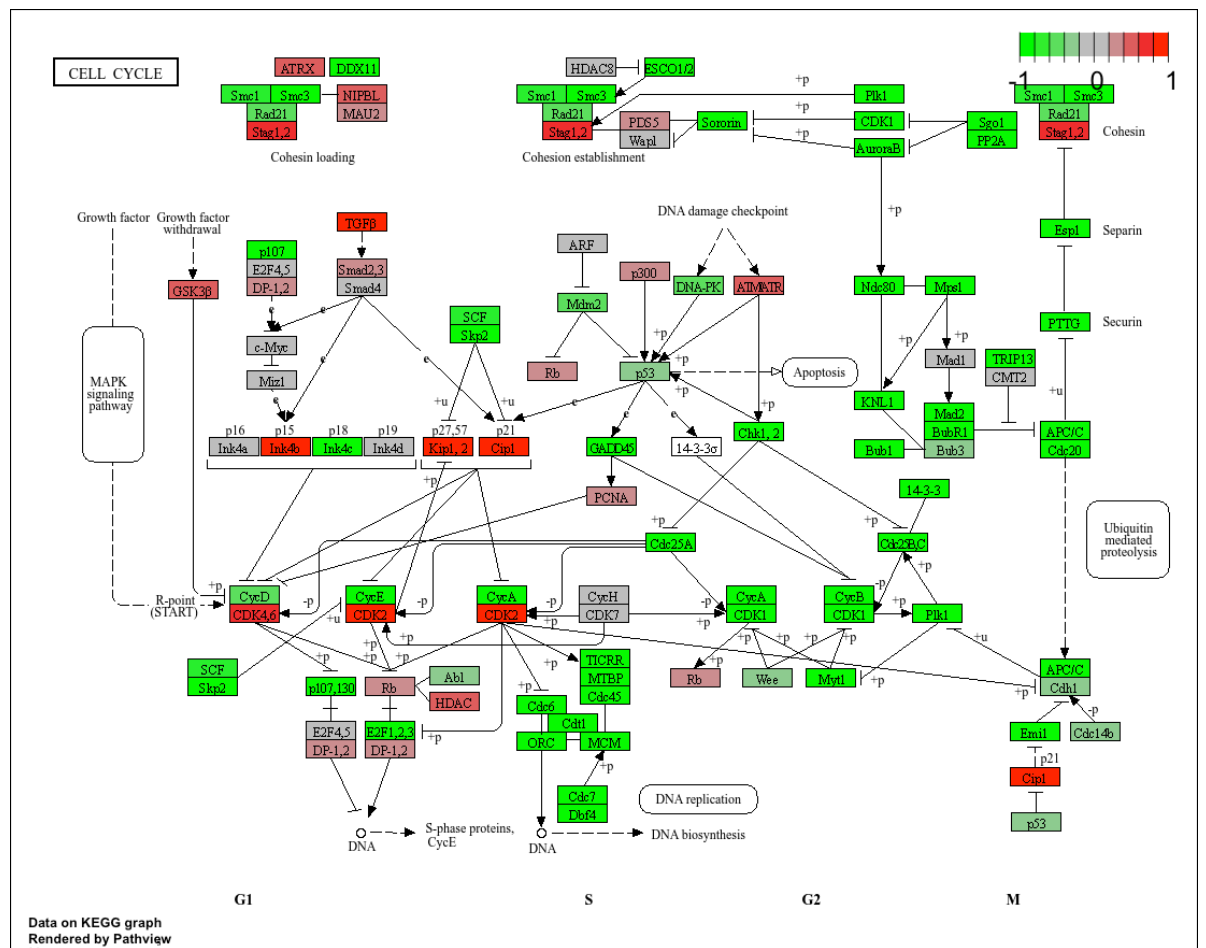 CELL CYCLE
ATRX
DDX11
Smc1
Smc3
NIPBL
Rad21
MAU2
Stag1,2
Cohesin loading
HDAC8
ESCO1/2
+p
Smc1
Smc3
Plk1
Rad21
+p
Stag1,2
PDS5
Sororin
CDK1
Sgo1
Wapl
+p
PP2A
AuroraB
Cohesion establishment
-1
0
1
Smc1
Smc3
Rad21
Stag1,2
Cohesin
Growth factor
Growth factor
withdrawal
TGFβ
DNA damage checkpoint
+p
Esp1
Separin
p107
E2F4,5
DP-1,2
GSK3β
Smad2,3
Smad4
ARF
p300
DNA-PK
ATM/ATR
Ndc80
Mps1
e
e
SCF
Skp2
Mdm2
PTTG
Securin
c-Myc
+p
+p
+p
+p
Mad1
TRIP13
CMT2
Miz1
e
e
e
Rb
p53
+p
+p
Apoptosis
MAPK
signaling
pathway
KNL1
+u
+u
+u
e
e
e
+p
Mad2
BubR1
Bub3
Bub1
APC/C
Cdc20
p16
p15
p18
p19
p27,57
p21
Chk1, 2
Ink4a
Ink4b
Ink4c
Ink4d
Kip1, 2
Cip1
GADD45
14-3-3σ
+p
PCNA
14-3-3
+p
+p
Cdc25A
Cdc25B,C
Ubiquitin
mediated
proteolysis
R-point
(START)
+p
CycD
CDK4,6
-p
CycE
CDK2
-p
CycA
CDK2
-p
CycH
CDK7
-p
+p
CycA
CDK1
-p
CycB
CDK1
+p
Plk1
+u
+u
+p
+p
+p
+p
+p
SCF
Skp2
p107,130
Rb
Abl
HDAC
TICRR
MTBP
Cdc45
+p
Rb
Wee
Myt1
+p
APC/C
Cdh1
+p
-p
E2F4,5
DP-1,2
E2F1,2,3
DP-1,2
+p
Cdc6
Cdt1
ORC
MCM
+p
Emi1
Cdc14b
p21
Cip1
Cdc7
Dbf4
DNA replication
p53
DNA
S-phase proteins,
CycE
DNA
DNA biosynthesis
G1
S
G2
M
Data on KEGG graph
Rendered by Pathview